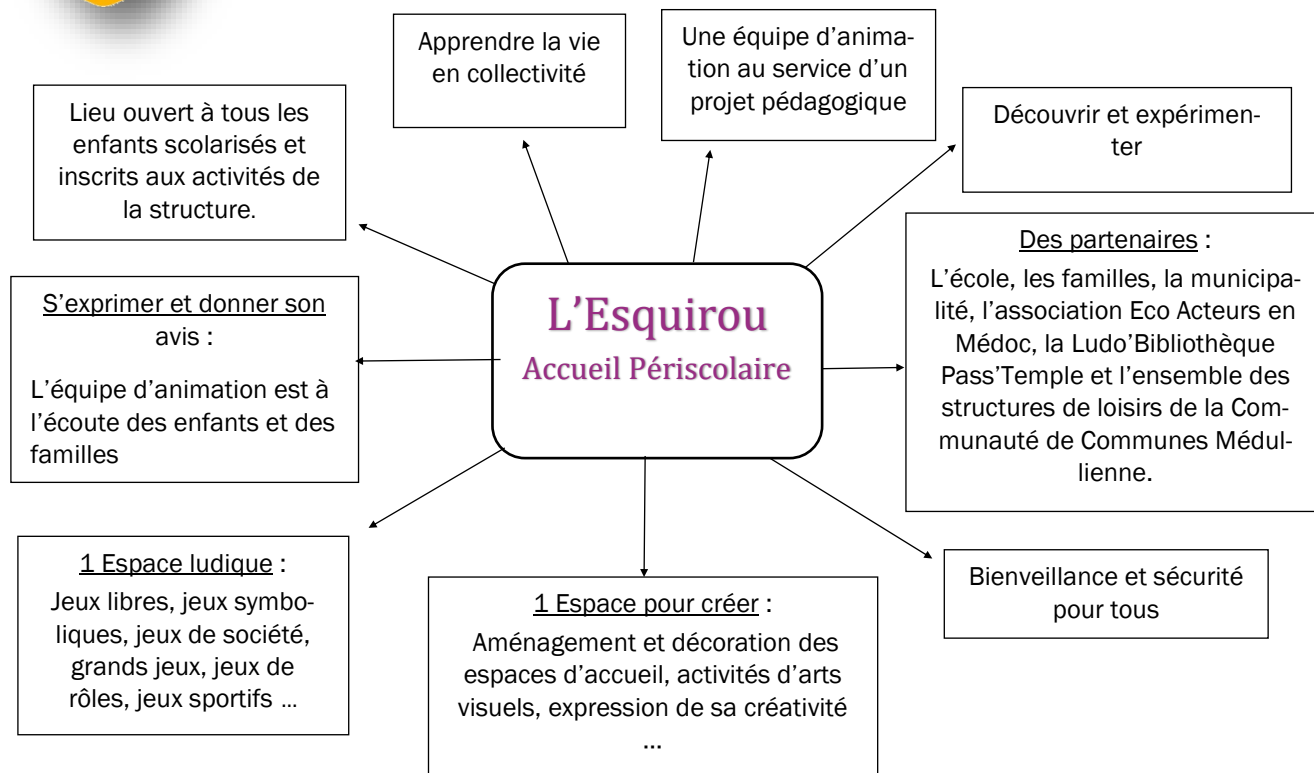 Apprendre la vie
en collectivité
Une équipe d’anima-
tion au service d’un
projet pédagogique
Lieu ouvert à tous les
enfants scolarisés et
inscrits aux activités de
la structure.
Découvrir et expérimen-
ter
Des partenaires :
L’école, les familles, la municipa-
lité, l’association Eco Acteurs en
Médoc, la Ludo’Bibliothèque
Pass’Temple et l’ensemble des
structures de loisirs de la Com-
munauté de Communes Médul-
lienne.
L’Esquirou
Accueil Périscolaire
S’exprimer et donner son
avis :
L’équipe d’animation est à
l’écoute des enfants et des
familles
1 Espace ludique :
Jeux libres, jeux symbo-
liques, jeux de société,
grands jeux, jeux de
rôles, jeux sportifs ...
1 Espace pour créer :
Aménagement et décoration des
espaces d’accueil, activités d’arts
visuels, expression de sa créativité
...
Bienveillance et sécurité
pour tous